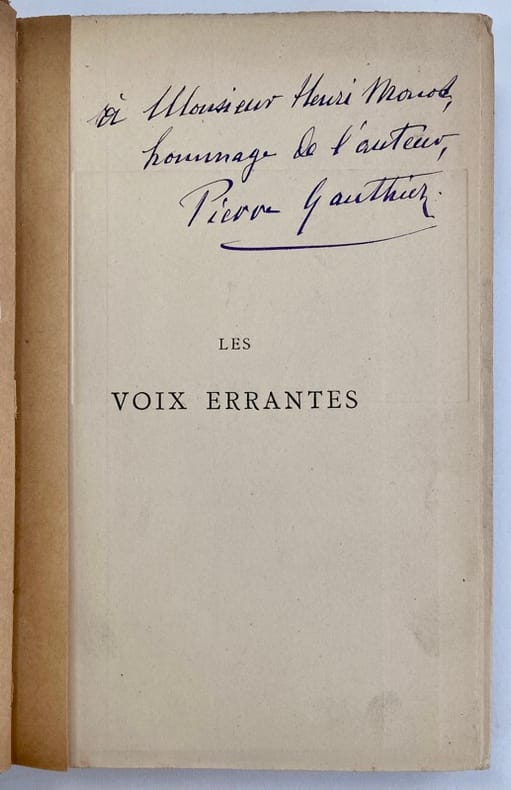 à Monsieur Henri Monod,
hommage de l'auteur,
Pierre Gauthiez.
LES
VOIX ERRANTES